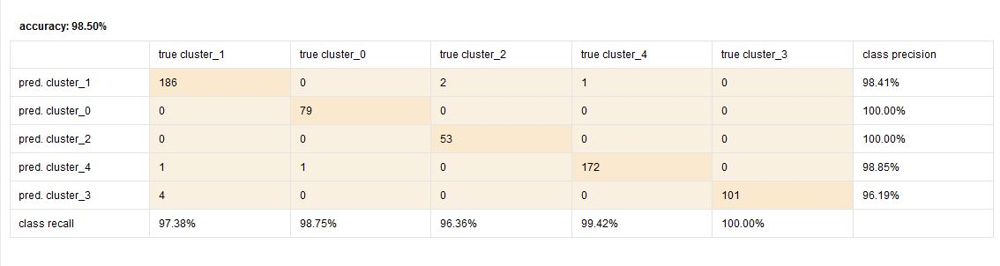 accuracy: 98.50%
true cluster_1 true cluster_0 true cluster_2 true cluster_4 true cluster_3 class precision
pred. cluster_1 186 0 2 1 0 98.41%
pred. cluster_0 0 79 0 0 0 100.00%
pred. cluster_2 0 0 53 0 0 100.00%
pred. cluster_4 1 1 0 172 0 98.85%
pred. cluster_3 4 0 0 0 101 96.19%
class recall 97.38% 98.75% 96.36% 99.42% 100.00%